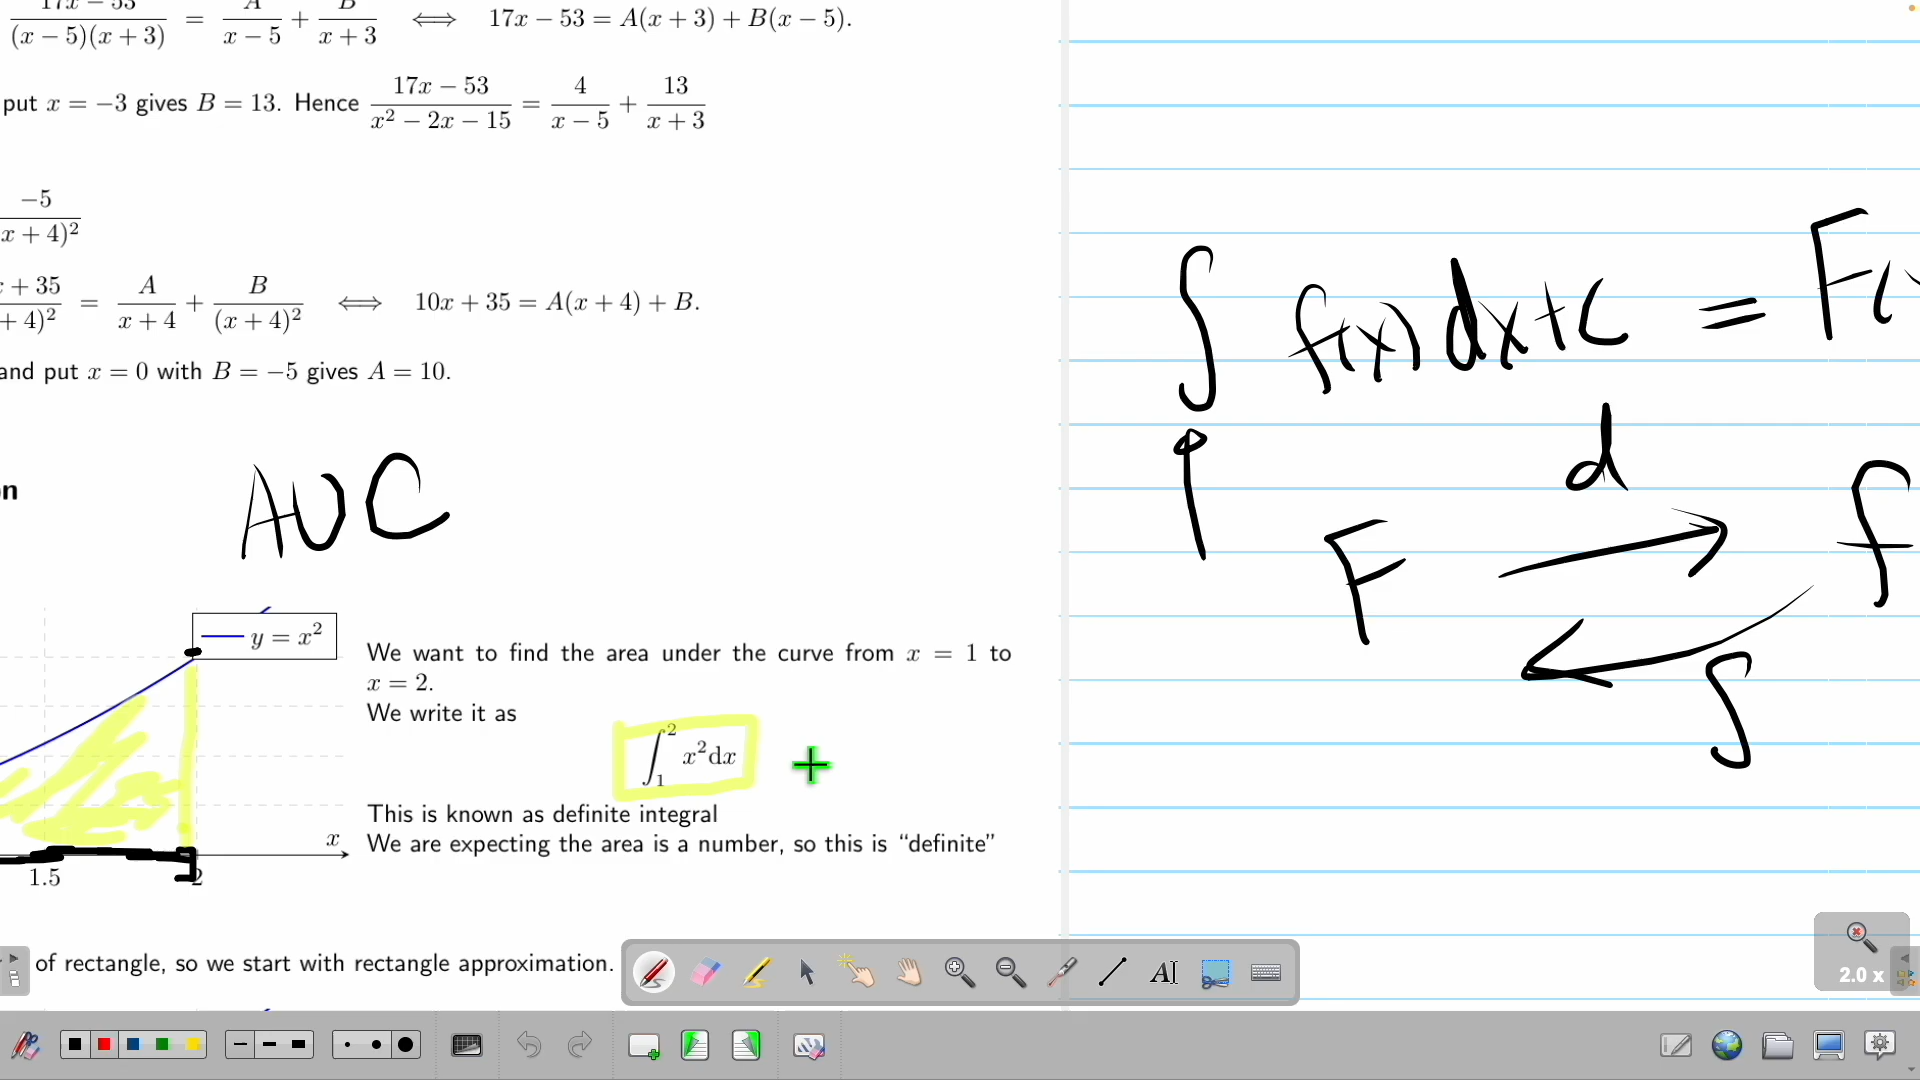 17x − 53 / (x − 5)(x + 3) = A / x − 5 + B / x + 3 ⟺ 17x − 53 = A(x + 3) + B(x − 5).
put x = −3 gives B = 13. Hence 17x − 53 / x² − 2x − 15 = 4 / x − 5 + 13 / x + 3
−5 / x + 4)²
+ 35 / + 4)² = A / x + 4 + B / (x + 4)² ⟺ 10x + 35 = A(x + 4) + B.
and put x = 0 with B = −5 gives A = 10.
n
AUC
y = x²
We want to find the area under the curve from x = 1 to
x = 2.
We write it as
∫₁² x²dx
This is known as definite integral
We are expecting the area is a number, so this is “definite”
x
1.5
2
of rectangle, so we start with rectangle approximation.
∫ f(x) dx + C = F(
d
F → f
← ∫
2.0 x